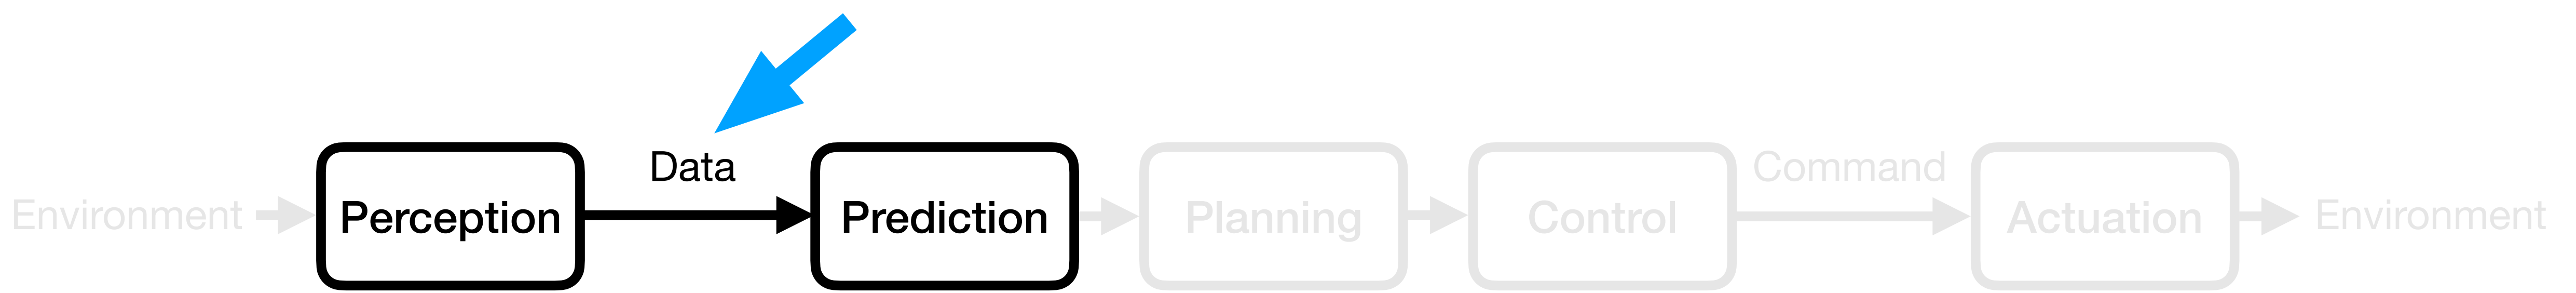 Environment
Perception
Data
Prediction
Planning
Control
Command
Actuation
Environment